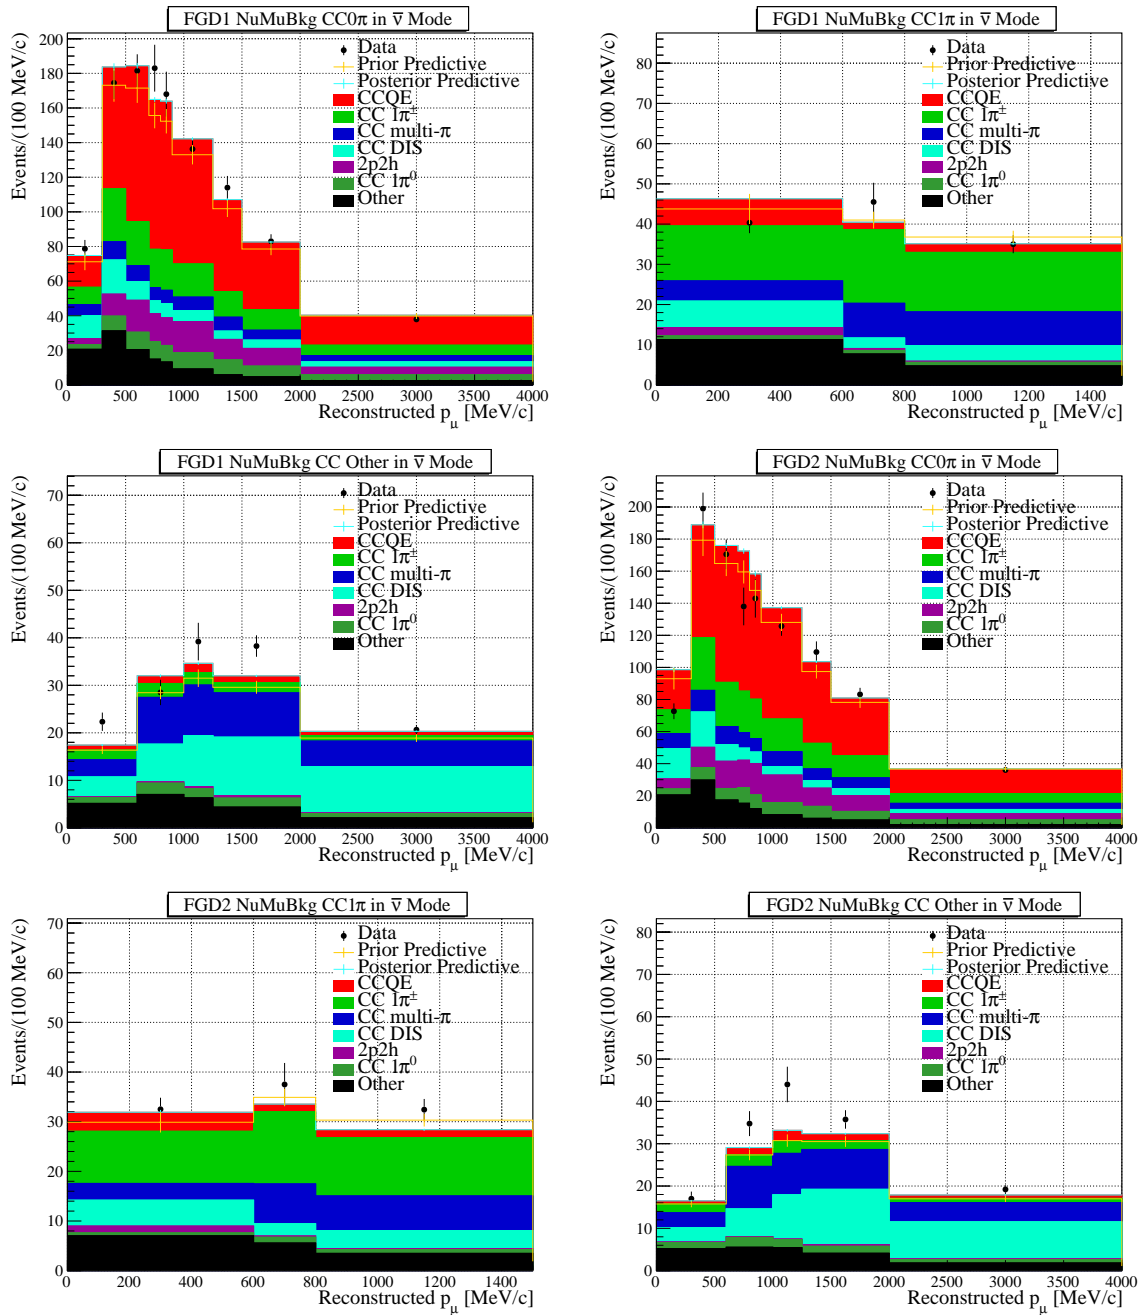 FGD1 NuMuBkg CC0π in ν̅ Mode
Events/(100 MeV/c)
200
180
160
140
120
100
80
60
40
20
0
Data
Prior Predictive
Posterior Predictive
CCQE
CC 1π±
CC multi-π
CC DIS
2p2h
CC 1π⁰
Other
0 500 1000 1500 2000 2500 3000 3500 4000
Reconstructed p_μ [MeV/c]
FGD1 NuMuBkg CC1π in ν̅ Mode
Events/(100 MeV/c)
80
70
60
50
40
30
20
10
0
Data
Prior Predictive
Posterior Predictive
CCQE
CC 1π±
CC multi-π
CC DIS
2p2h
CC 1π⁰
Other
0 200 400 600 800 1000 1200 1400
Reconstructed p_μ [MeV/c]
FGD1 NuMuBkg CC Other in ν̅ Mode
Events/(100 MeV/c)
70
60
50
40
30
20
10
0
Data
Prior Predictive
Posterior Predictive
CCQE
CC 1π±
CC multi-π
CC DIS
2p2h
CC 1π⁰
Other
0 500 1000 1500 2000 2500 3000 3500 4000
Reconstructed p_μ [MeV/c]
FGD2 NuMuBkg CC0π in ν̅ Mode
Events/(100 MeV/c)
200
180
160
140
120
100
80
60
40
20
0
Data
Prior Predictive
Posterior Predictive
CCQE
CC 1π±
CC multi-π
CC DIS
2p2h
CC 1π⁰
Other
0 500 1000 1500 2000 2500 3000 3500 4000
Reconstructed p_μ [MeV/c]
FGD2 NuMuBkg CC1π in ν̅ Mode
Events/(100 MeV/c)
70
60
50
40
30
20
10
0
Data
Prior Predictive
Posterior Predictive
CCQE
CC 1π±
CC multi-π
CC DIS
2p2h
CC 1π⁰
Other
0 200 400 600 800 1000 1200 1400
Reconstructed p_μ [MeV/c]
FGD2 NuMuBkg CC Other in ν̅ Mode
Events/(100 MeV/c)
80
70
60
50
40
30
20
10
0
Data
Prior Predictive
Posterior Predictive
CCQE
CC 1π±
CC multi-π
CC DIS
2p2h
CC 1π⁰
Other
0 500 1000 1500 2000 2500 3000 3500 4000
Reconstructed p_μ [MeV/c]